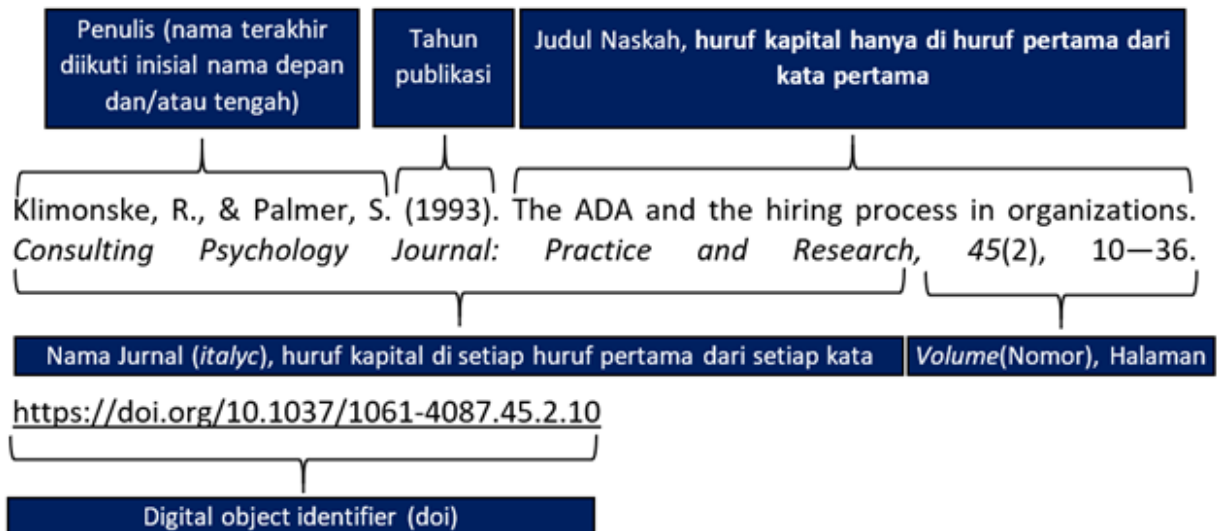 Penulis (nama terakhir
diikuti inisial nama depan
dan/atau tengah)
Tahun
publikasi
Judul Naskah, huruf kapital hanya di huruf pertama dari
kata pertama
Klimonske, R., & Palmer, S. (1993). The ADA and the hiring process in organizations.
Consulting Psychology Journal: Practice and Research, 45(2), 10—36.
Nama Jurnal (italyc), huruf kapital di setiap huruf pertama dari setiap kata
Volume(Nomor), Halaman
https://doi.org/10.1037/1061-4087.45.2.10
Digital object identifier (doi)